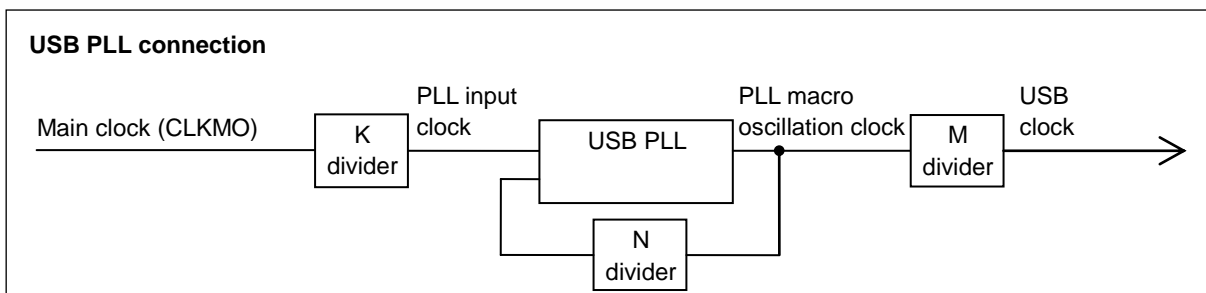 USB PLL connection
Main clock (CLKMO)
K
divider
PLL input
clock
USB PLL
N
divider
PLL macro
oscillation clock
M
divider
USB
clock